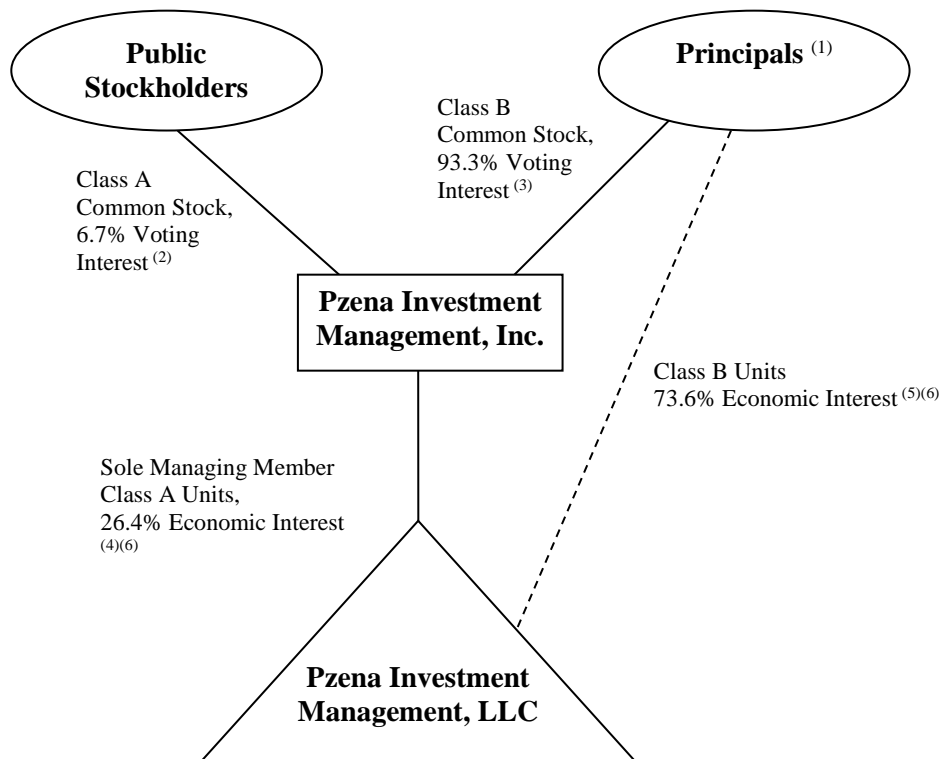 Public
Stockholders
Principals (1)
Class A
Common Stock,
6.7% Voting
Interest (2)
Class B
Common Stock,
93.3% Voting
Interest (3)
Pzena Investment
Management, Inc.
Class B Units
73.6% Economic Interest (5)(6)
Sole Managing Member
Class A Units,
26.4% Economic Interest
(4)(6)
Pzena Investment
Management, LLC